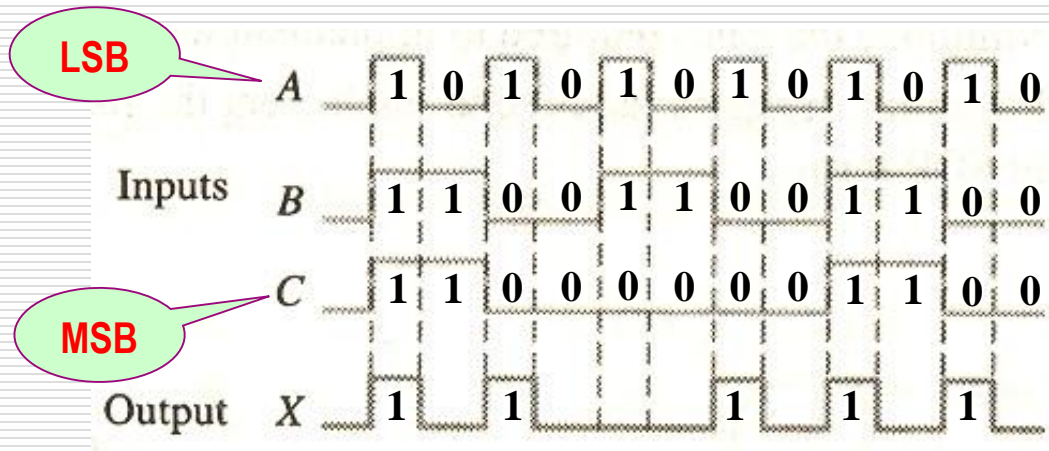 LSB
A 1 0 1 0 1 0 1 0 1 0 1 0
Inputs B 1 1 0 0 1 1 0 0 1 1 0 0
C 1 1 0 0 0 0 0 0 1 1 0 0
MSB
Output X 1 1 1 1 1